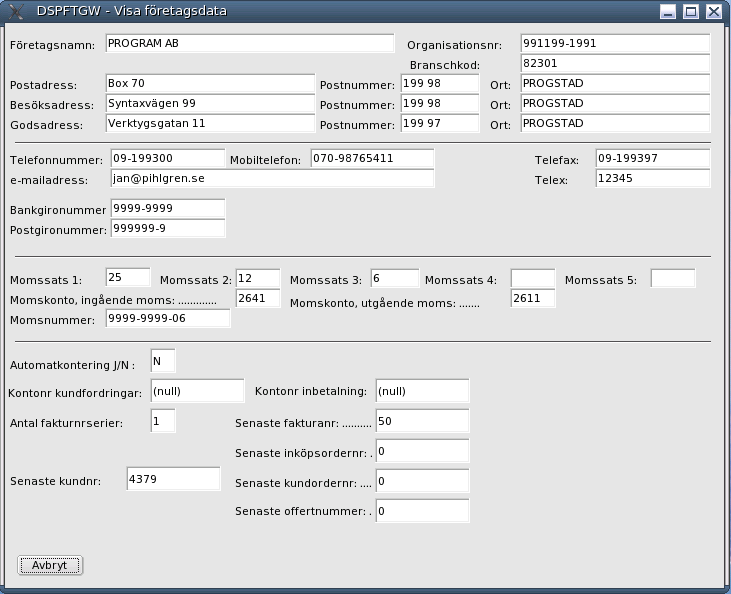 DSPFTGW - Visa företagsdata
Företagsnamn: PROGRAM AB Organisationsnr: 991199-1991
Branschkod: 82301
Postadress: Box 70 Postnummer: 199 98 Ort: PROGSTAD
Besöksadress: Syntaxvägen 99 Postnummer: 199 98 Ort: PROGSTAD
Godsadress: Verktygsgatan 11 Postnummer: 199 97 Ort: PROGSTAD
Telefonnummer: 09-199300 Mobiltelefon: 070-98765411 Telefax: 09-199397
e-mailadress: jan@pihlgren.se Telex: 12345
Bankgironummer 9999-9999
Postgironummer: 999999-9
Momssats 1: 25 Momssats 2: 12 Momssats 3: 6 Momssats 4: Momssats 5:
Momskonto, ingående moms: ............. 2641 Momskonto, utgående moms: ....... 2611
Momsnummer: 9999-9999-06
Automatkontering J/N : N
Kontonr kundfordringar: (null) Kontonr inbetalning: (null)
Antal fakturnrserier: 1 Senaste fakturanr: .......... 50
Senaste inköpsordernr: . 0
Senaste kundnr: 4379 Senaste kundordernr: .... 0
Senaste offertnummer: . 0
Avbryt